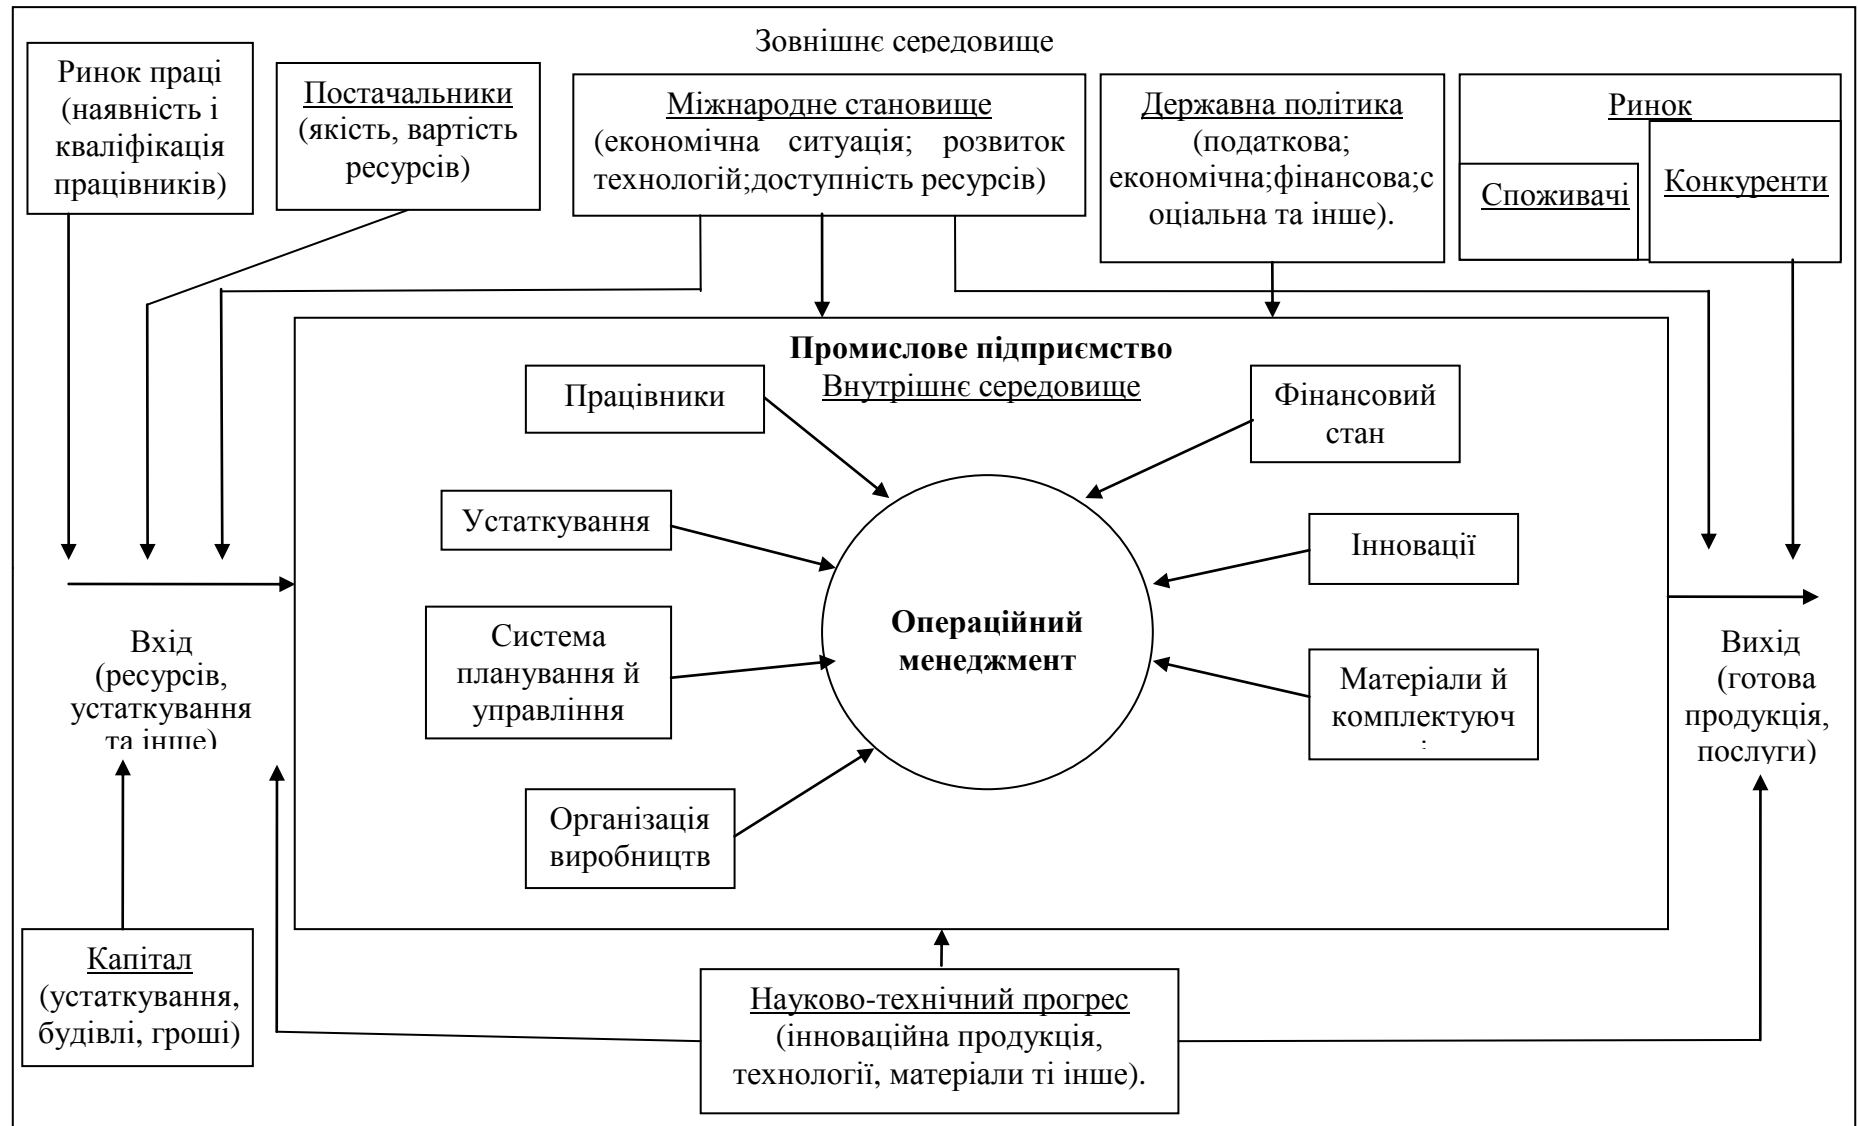 Зовнішнє середовище
Ринок праці
(наявність і
кваліфікація
працівників)
Постачальники
(якість, вартість
ресурсів)
Міжнародне становище
(економічна ситуація; розвиток
технологій;доступність ресурсів)
Державна політика
(податкова;
економічна;фінансова;с
оціальна та інше).
Ринок
Споживачі
Конкуренти
Промислове підприємство
Внутрішнє середовище
Працівники
Фінансовий
стан
Устаткування
Інновації
Система
планування й
управління
Операційний
менеджмент
Матеріали й
комплектуюч
і
Організація
виробництв
Вхід
(ресурсів,
устаткування
та інше)
Вихід
(готова
продукція,
послуги)
Капітал
(устаткування,
будівлі, гроші)
Науково-технічний прогрес
(інноваційна продукція,
технології, матеріали ті інше).